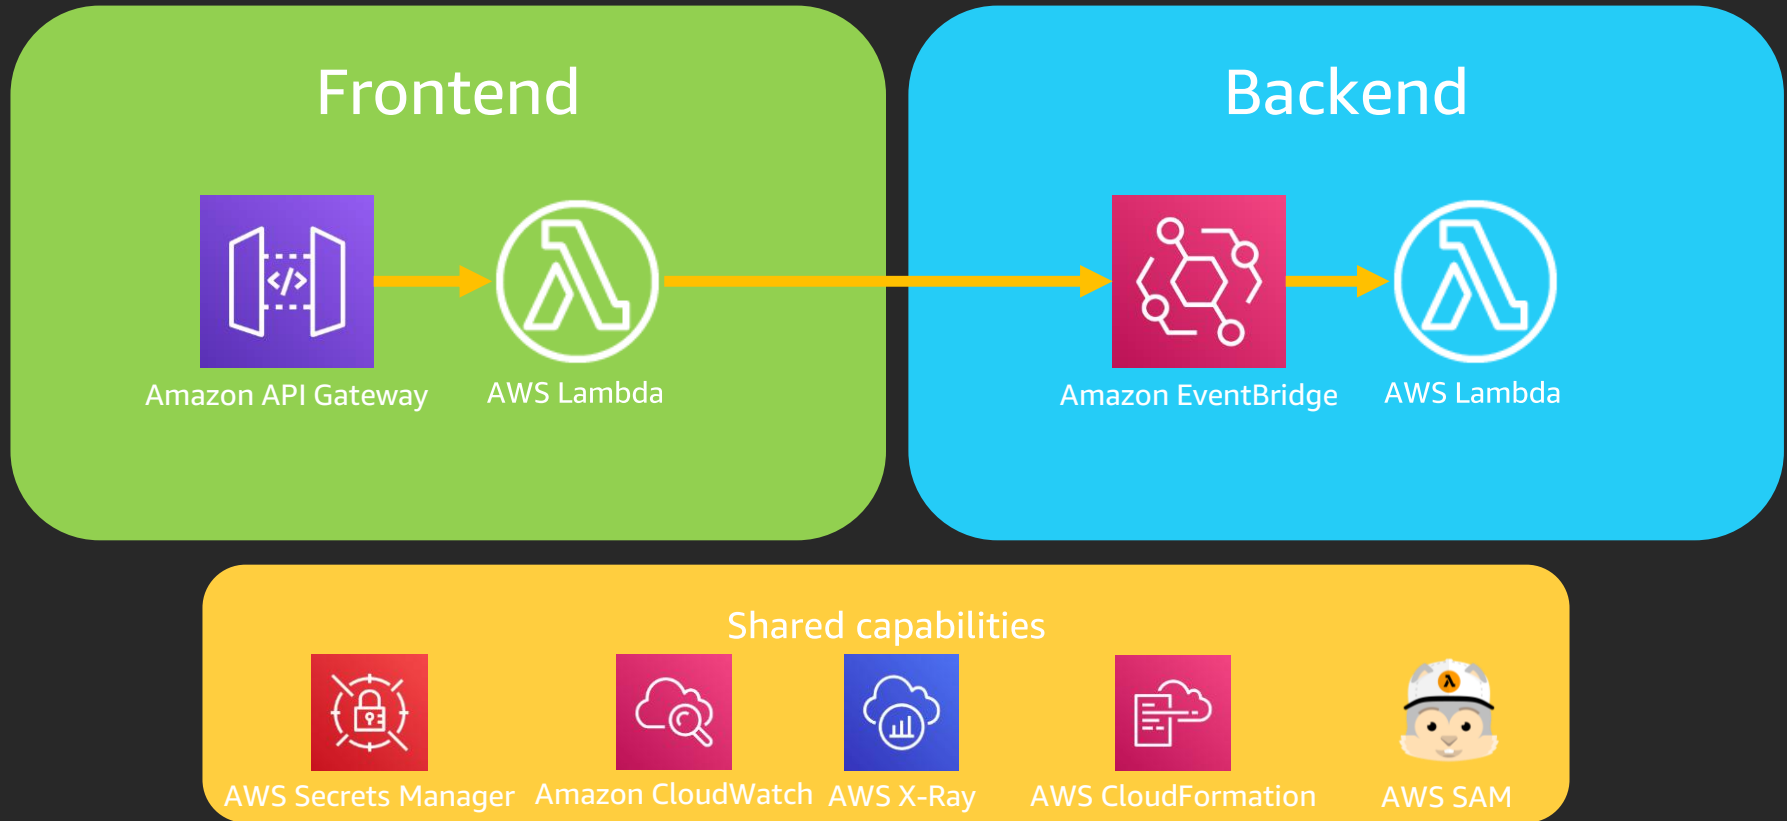 Frontend
Backend
</>
Amazon API Gateway
AWS Lambda
Amazon EventBridge
AWS Lambda
Shared capabilities
AWS Secrets Manager
Amazon CloudWatch
AWS X-Ray
AWS CloudFormation
AWS SAM